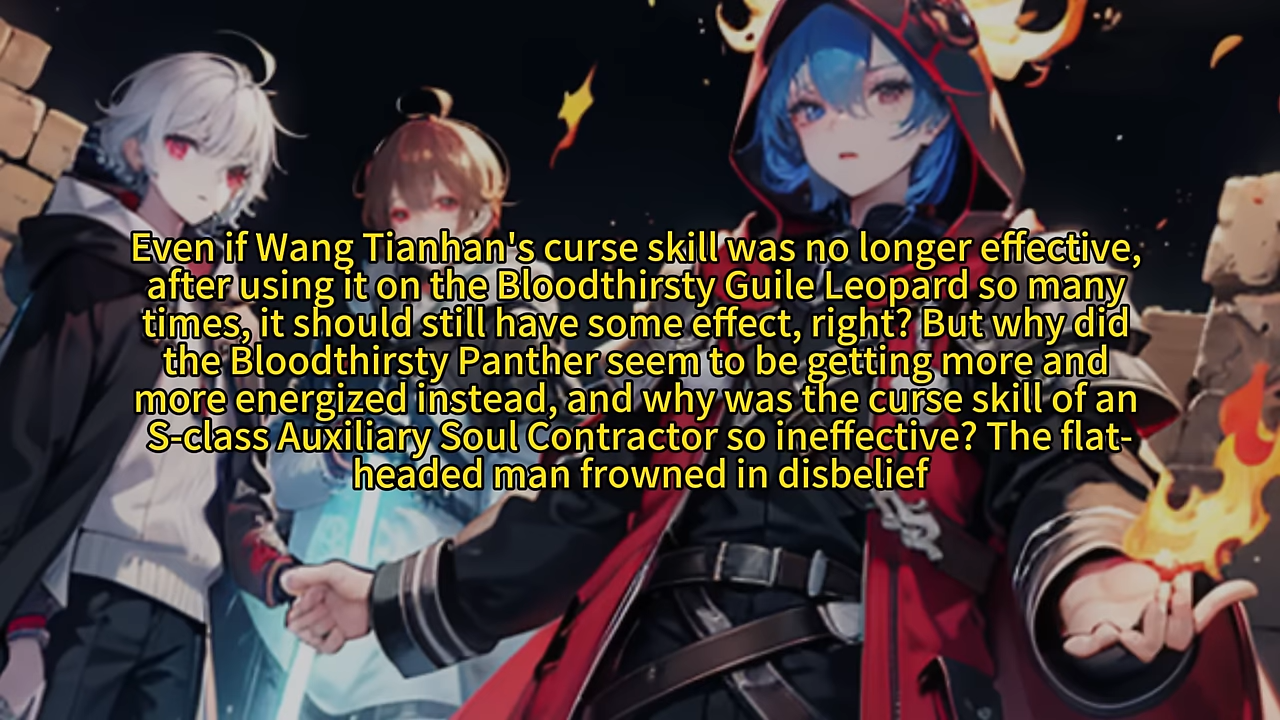 Even if Wang Tianhan's curse skill was no longer effective,
after using it on the Bloodthirsty Guile Leopard so many
times, it should still have some effect, right? But why did
the Bloodthirsty Panther seem to be getting more and
more energized instead, and why was the curse skill of an
S-class Auxiliary Soul Contractor so ineffective? The flat-
headed man frowned in disbelief